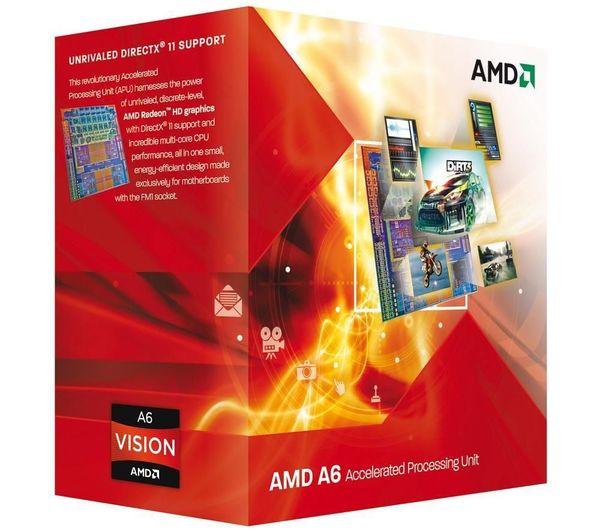 UNRIVALED DIRECTX® 11 SUPPORT
This revolutionary Accelerated
Processing Unit (APU) harnesses the power
of unrivaled, discrete-level,
AMD Radeon™ HD graphics
with DirectX® 11 support and
incredible multi-core CPU
performance, all in one small,
energy-efficient design made
exclusively for motherboards
with the FM1 socket.
A6
VISION
AMD
AMD
DiRT3
AMD A6 Accelerated Processing Unit